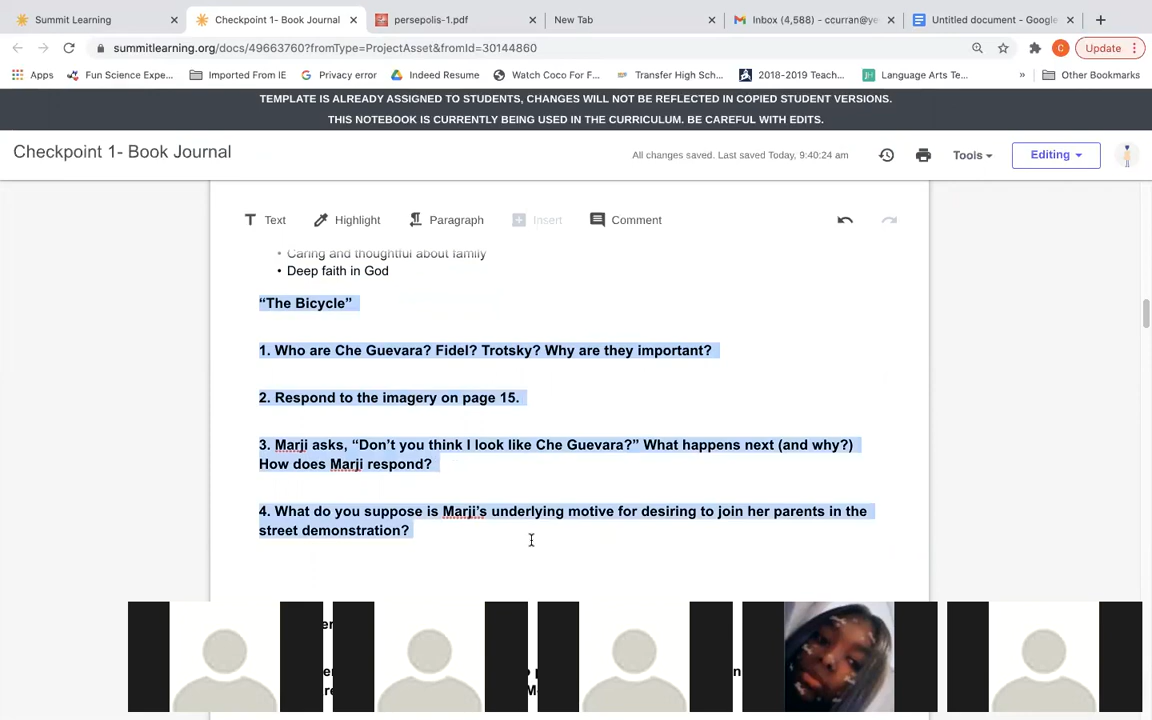 Summit Learning
Checkpoint 1- Book Journal
persepolis-1.pdf
New Tab
Inbox (4,588) - ccurran@ye
Untitled document - Google
summitlearning.org/docs/49663760?fromType=ProjectAsset&fromId=30144860
C
Update
Apps
Fun Science Expe...
Imported From IE
Privacy error
Indeed Resume
Watch Coco For F...
Transfer High Sch...
2018-2019 Teach...
Language Arts Te...
»
Other Bookmarks
TEMPLATE IS ALREADY ASSIGNED TO STUDENTS, CHANGES WILL NOT BE REFLECTED IN COPIED STUDENT VERSIONS.
THIS NOTEBOOK IS CURRENTLY BEING USED IN THE CURRICULUM. BE CAREFUL WITH EDITS.
Checkpoint 1- Book Journal
All changes saved. Last saved Today, 9:40:24 am
Tools
Editing
Text
Highlight
Paragraph
Insert
Comment
• Caring and thoughtful about family
• Deep faith in God
“The Bicycle”
1. Who are Che Guevara? Fidel? Trotsky? Why are they important?
2. Respond to the imagery on page 15.
3. Marji asks, “Don’t you think I look like Che Guevara?” What happens next (and why?)
How does Marji respond?
4. What do you suppose is Marji’s underlying motive for desiring to join her parents in the
street demonstration?